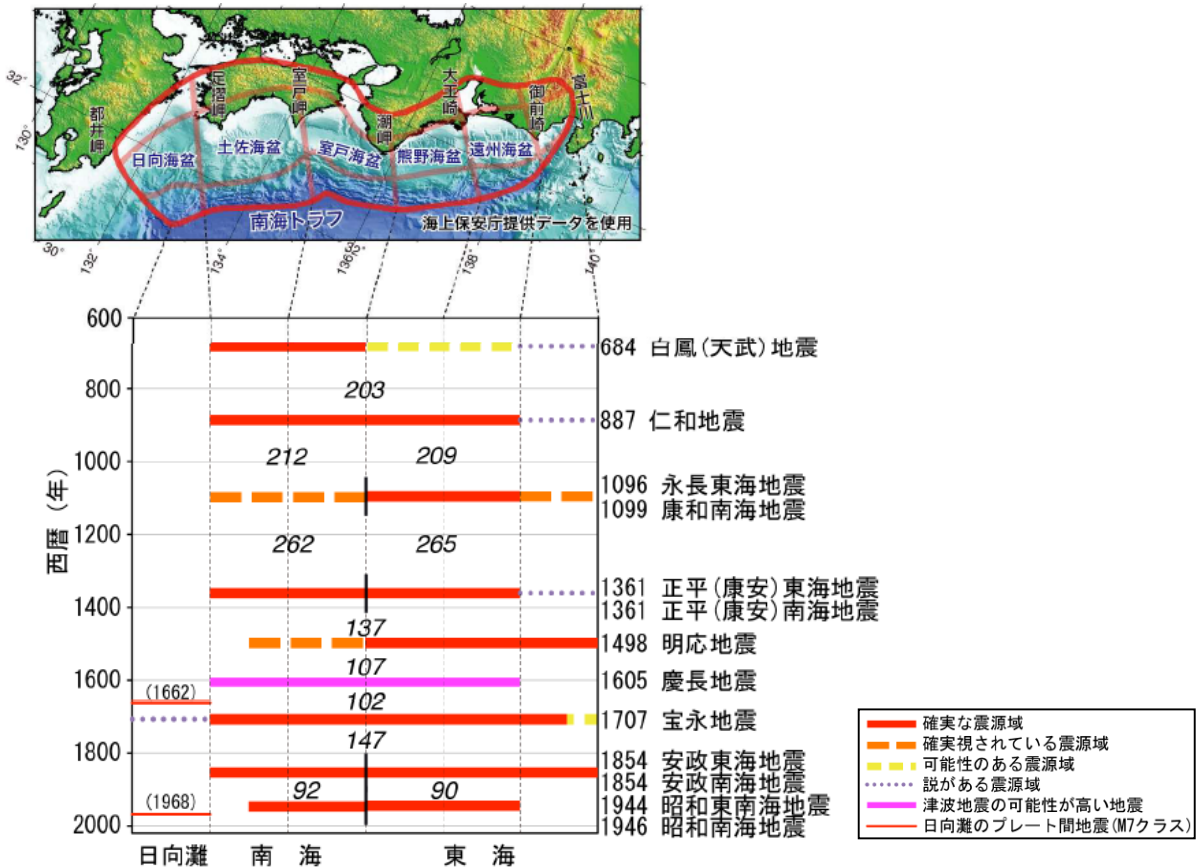 富士川
御前崎
大王崎
潮岬
室戸岬
足摺岬
都井岬
32°
130°
日向海盆
土佐海盆
室戸海盆
熊野海盆
遠州海盆
南海トラフ
海上保安庁提供データを使用
30°
132°
134°
136°
138°
140°
西暦(年)
600
800
1000
1200
1400
1600
1800
2000
684 白鳳(天武)地震
203
887 仁和地震
212
209
1096 永長東海地震
1099 康和南海地震
262
265
1361 正平(康安)東海地震
1361 正平(康安)南海地震
137
1498 明応地震
107
1605 慶長地震
(1662)
102
1707 宝永地震
147
1854 安政東海地震
1854 安政南海地震
92
90
(1968)
1944 昭和東南海地震
1946 昭和南海地震
日向灘 南 海 東 海
確実な震源域
確実視されている震源域
可能性のある震源域
説がある震源域
津波地震の可能性が高い地震
日向灘のプレート間地震(M7クラス)